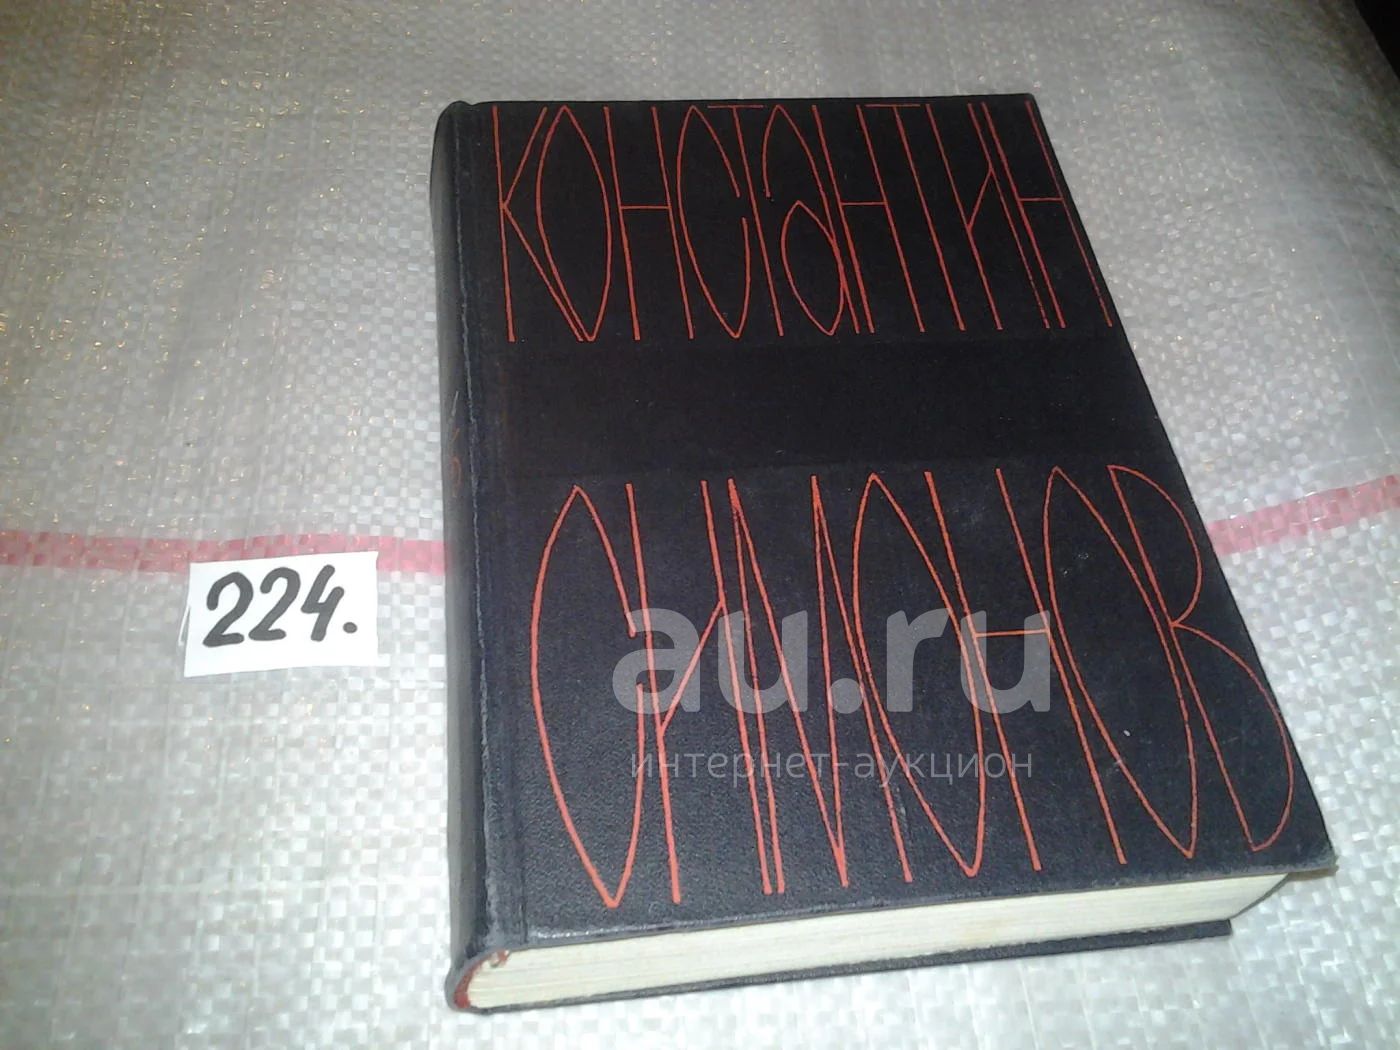 КОНСТАНТИН
СИМОНОВ
224.
au.ru
интернет-аукцион